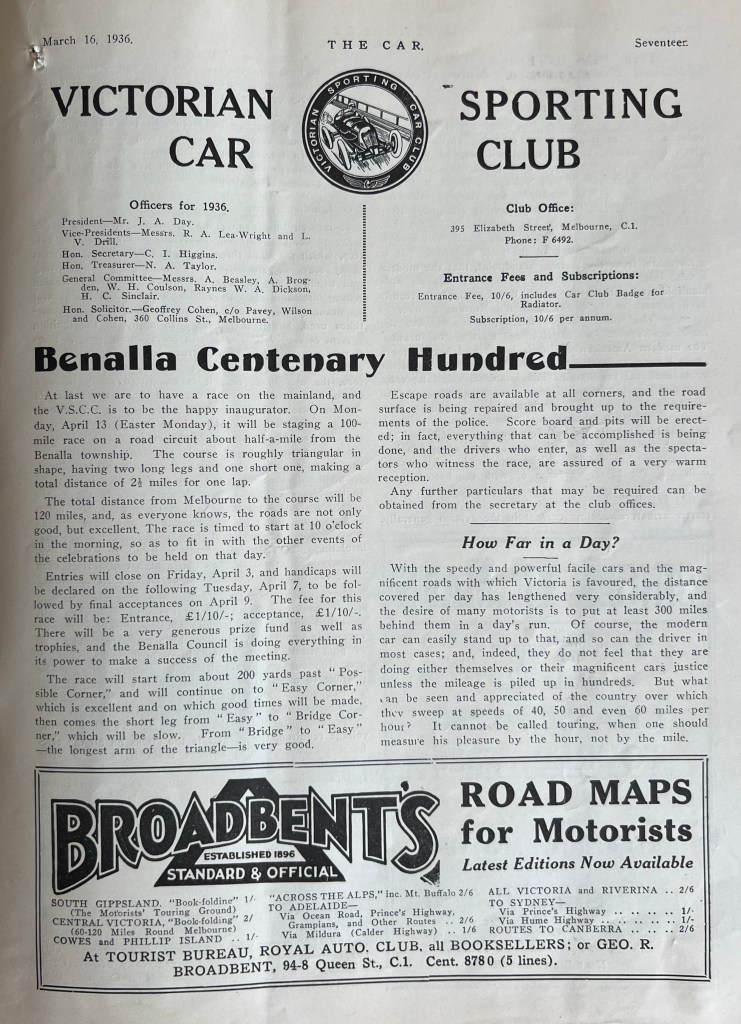 March 16, 1936.
THE CAR.
Seventeen
VICTORIAN
CAR
VICTORIAN SPORTING CAR CLUB
SPORTING
CLUB
Officers for 1936.
President—Mr. J. A. Day.
Vice-Presidents—Messrs. R. A. Lea-Wright and L.
V. Drill.
Hon. Secretary—C. I. Higgins.
Hon. Treasurer—N. A. Taylor.
General Committee—Messrs. A. Beasley, A. Brog-
den, W. H. Coulson, Raynes W. A. Dickson,
H. C. Sinclair.
Hon. Solicitor.—Geoffrey Cohen, c/o Pavey, Wilson
and Cohen, 360 Collins St., Melbourne.
Club Office:
395 Elizabeth Street, Melbourne, C.1.
Phone: F 6492.
Entrance Fees and Subscriptions:
Entrance Fee, 10/6, includes Car Club Badge for
Radiator.
Subscription, 10/6 per annum.
Benalla Centenary Hundred
At last we are to have a race on the mainland, and
the V.S.C.C. is to be the happy inaugurator. On Mon-
day, April 13 (Easter Monday), it will be staging a 100-
mile race on a road circuit about half-a-mile from the
Benalla township. The course is roughly triangular in
shape, having two long legs and one short one, making a
total distance of 2½ miles for one lap.
The total distance from Melbourne to the course will be
120 miles, and, as everyone knows, the roads are not only
good, but excellent. The race is timed to start at 10 o'clock
in the morning, so as to fit in with the other events of
the celebrations to be held on that day.
Entries will close on Friday, April 3, and handicaps will
be declared on the following Tuesday, April 7, to be fol-
lowed by final acceptances on April 9. The fee for this
race will be: Entrance, £1/10/-; acceptance, £1/10/-.
There will be a very generous prize fund as well as
trophies, and the Benalla Council is doing everything in
its power to make a success of the meeting.
The race will start from about 200 yards past "Pos-
sible Corner," and will continue on to "Easy Corner,"
which is excellent and on which good times will be made,
then comes the short leg from "Easy" to "Bridge Cor-
ner," which will be slow. From "Bridge" to "Easy"
—the longest arm of the triangle—is very good.
Escape roads are available at all corners, and the road
surface is being repaired and brought up to the require-
ments of the police. Score board and pits will be erect-
ed; in fact, everything that can be accomplished is being
done, and the drivers who enter, as well as the specta-
tors who witness the race, are assured of a very warm
reception.
Any further particulars that may be required can be
obtained from the secretary at the club offices.
How Far in a Day?
With the speedy and powerful facile cars and the mag-
nificent roads with which Victoria is favoured, the distance
covered per day has lengthened very considerably, and
the desire of many motorists is to put at least 300 miles
behind them in a day's run. Of course, the modern
car can easily stand up to that, and so can the driver in
most cases; and, indeed, they do not feel that they are
doing either themselves or their magnificent cars justice
unless the mileage is piled up in hundreds. But what
can be seen and appreciated of the country over which
they sweep at speeds of 40, 50 and even 60 miles per
hour? It cannot be called touring, when one should
measure his pleasure by the hour, not by the mile.
BROADBENT'S
ESTABLISHED 1896
STANDARD & OFFICIAL
ROAD MAPS
for Motorists
Latest Editions Now Available
SOUTH GIPPSLAND. "Book-folding" 1/-
(The Motorists' Touring Ground)
CENTRAL VICTORIA, "Book-folding" 2/
(60-120 Miles Round Melbourne)
COWES and PHILLIP ISLAND .. 1/-
"ACROSS THE ALPS," inc. Mt. Buffalo 2/6
TO ADELAIDE—
Via Ocean Road, Prince's Highway,
Grampians, and Other Routes .. 2/6
Via Mildura (Calder Highway) .. 1/6
ALL VICTORIA and RIVERINA .. 2/6
TO SYDNEY—
Via Prince's Highway .. .. .. .. 1/-
Via Hume Highway .. .. .. .. .. 1/-
ROUTES TO CANBERRA .. .. .. 2/6
At TOURIST BUREAU, ROYAL AUTO. CLUB, all BOOKSELLERS; or GEO. R.
BROADBENT, 94-8 Queen St., C.1. Cent. 8780 (5 lines).